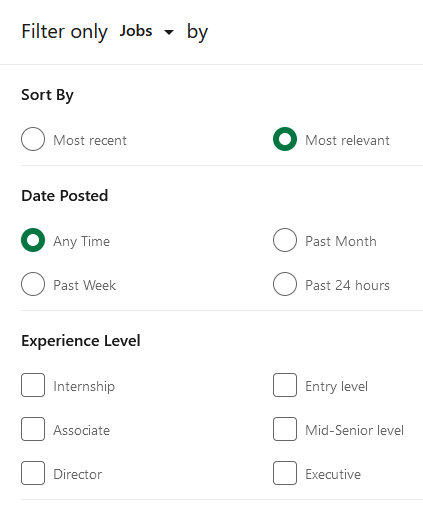 Filter only Jobs by
Sort By
Most recent Most relevant
Date Posted
Any Time Past Month
Past Week Past 24 hours
Experience Level
Internship Entry level
Associate Mid-Senior level
Director Executive